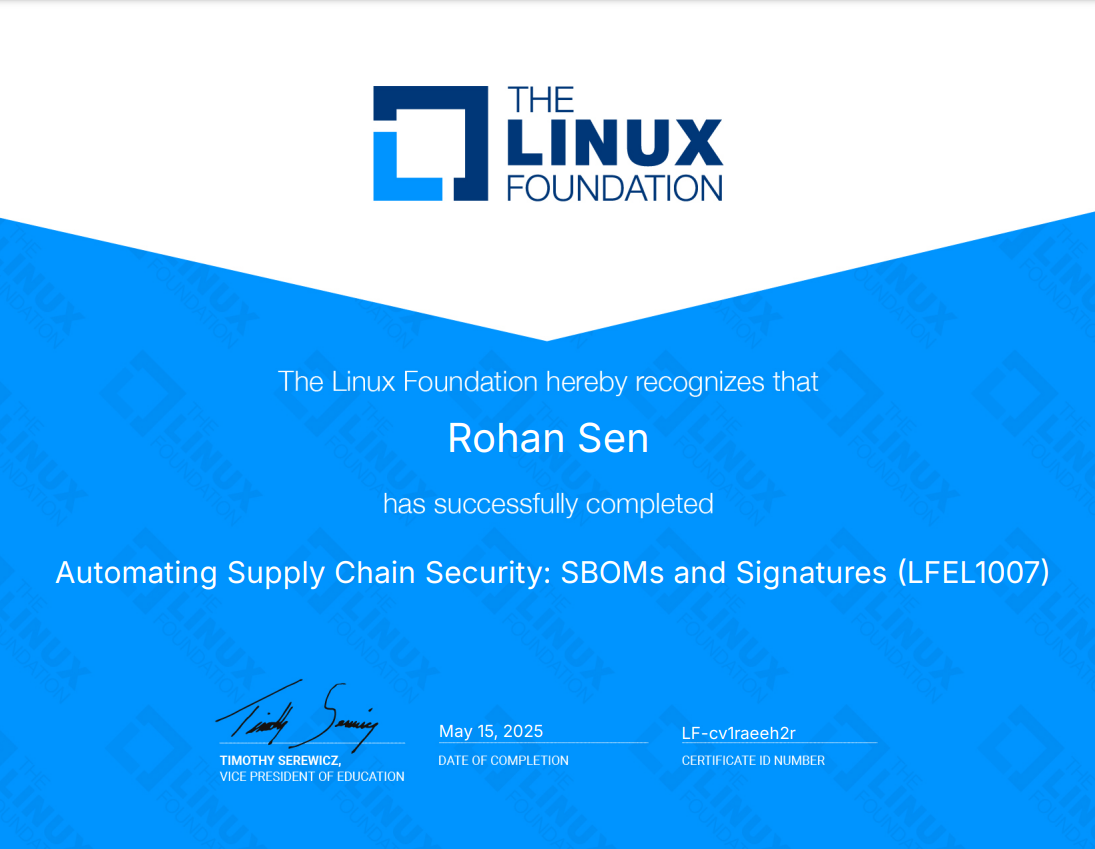 THE
LINUX
FOUNDATION
The Linux Foundation hereby recognizes that
Rohan Sen
has successfully completed
Automating Supply Chain Security: SBOMs and Signatures (LFEL1007)
Timothy Serewicz
May 15, 2025
LF-cv1raeeh2r
TIMOTHY SEREWICZ,
VICE PRESIDENT OF EDUCATION
DATE OF COMPLETION
CERTIFICATE ID NUMBER